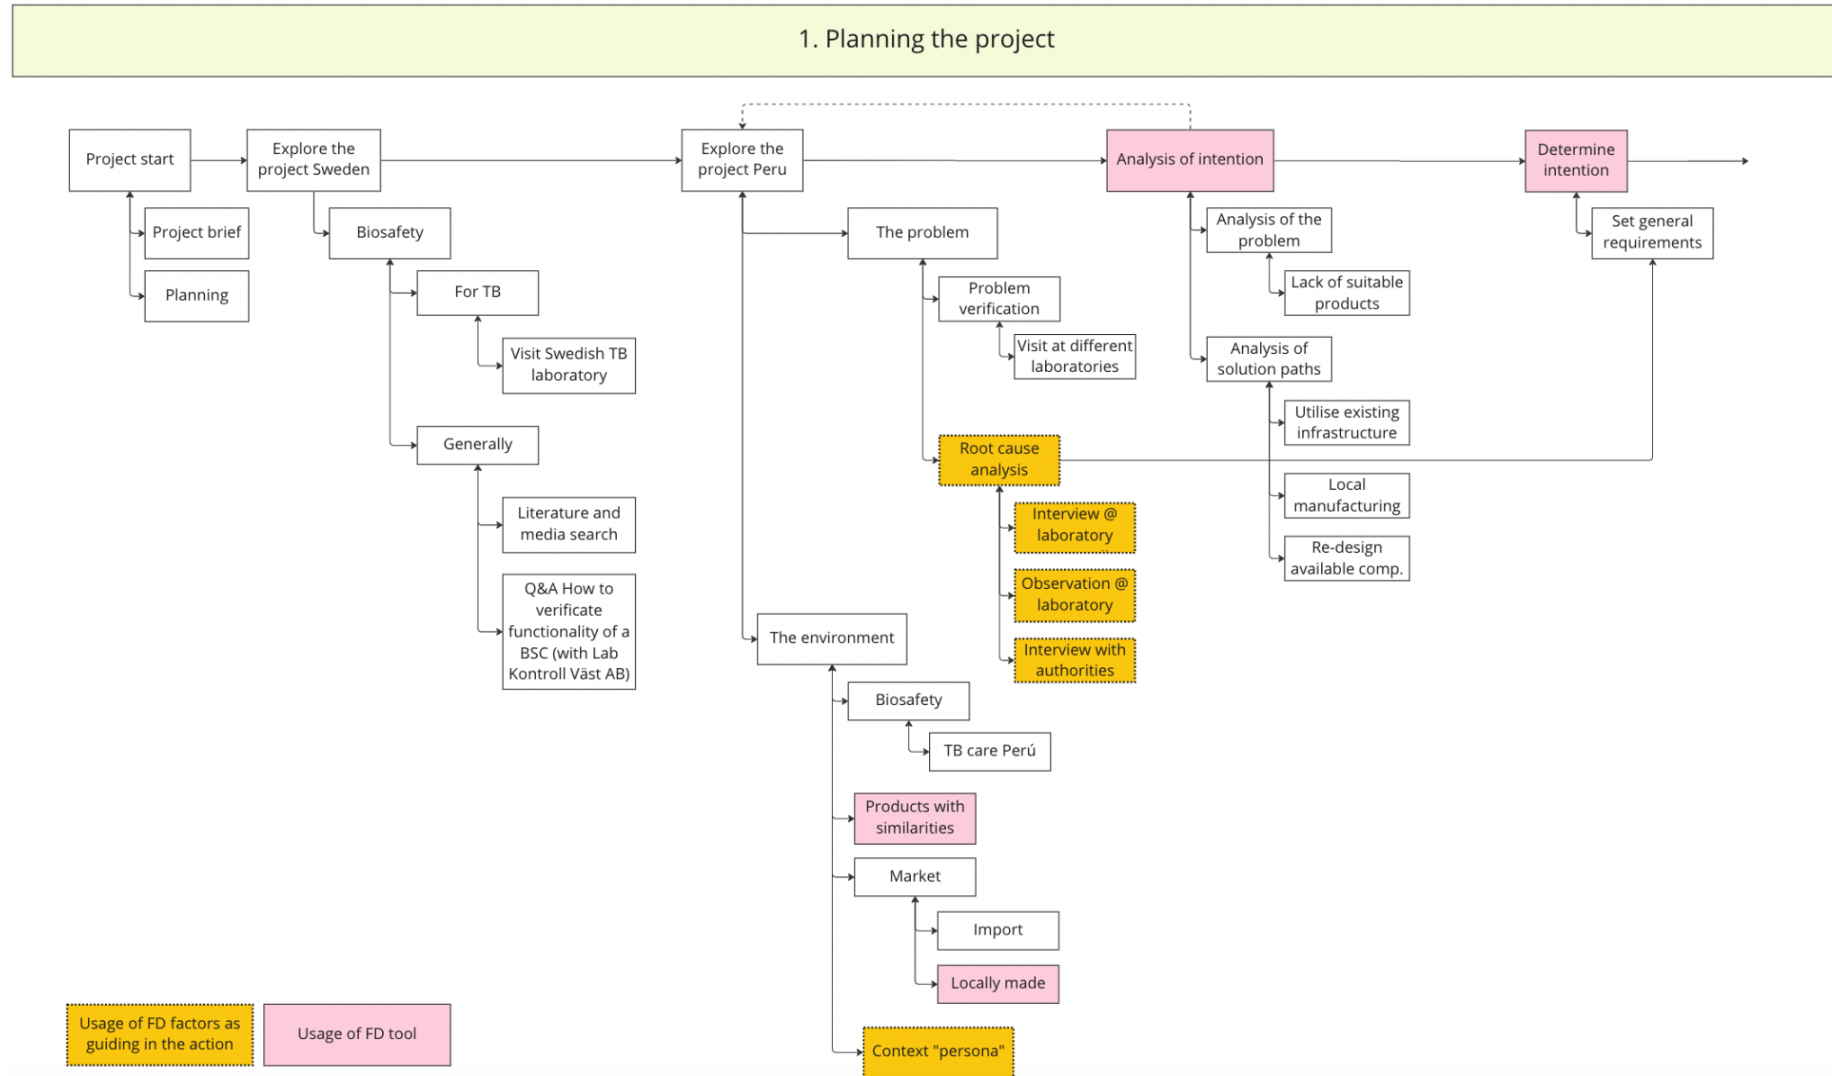 1. Planning the project
Project start
Project brief
Planning
Explore the
project Sweden
Biosafety
For TB
Visit Swedish TB
laboratory
Generally
Literature and
media search
Q&A How to
verificate
functionality of a
BSC (with Lab
Kontroll Väst AB)
Explore the
project Peru
The problem
Problem
verification
Visit at different
laboratories
Root cause
analysis
Interview @
laboratory
Observation @
laboratory
Interview with
authorities
The environment
Biosafety
TB care Perú
Products with
similarities
Market
Import
Locally made
Context "persona"
Analysis of intention
Analysis of the
problem
Lack of suitable
products
Analysis of
solution paths
Utilise existing
infrastructure
Local
manufacturing
Re-design
available comp.
Determine
intention
Set general
requirements
Usage of FD factors as
guiding in the action
Usage of FD tool